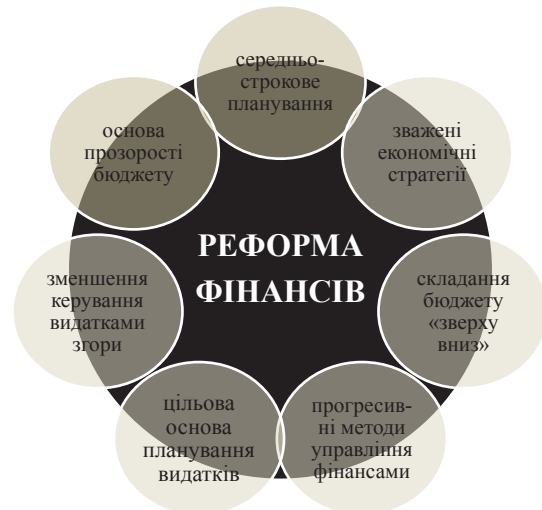 середньо-
строкове
планування
зважені
економічні
стратегії
складання
бюджету
«зверху
вниз»
прогресив-
ні методи
управління
фінансами
цільова
основа
планування
видатків
зменшення
керування
видатками
згори
основа
прозорості
бюджету
РЕФОРМА
ФІНАНСІВ